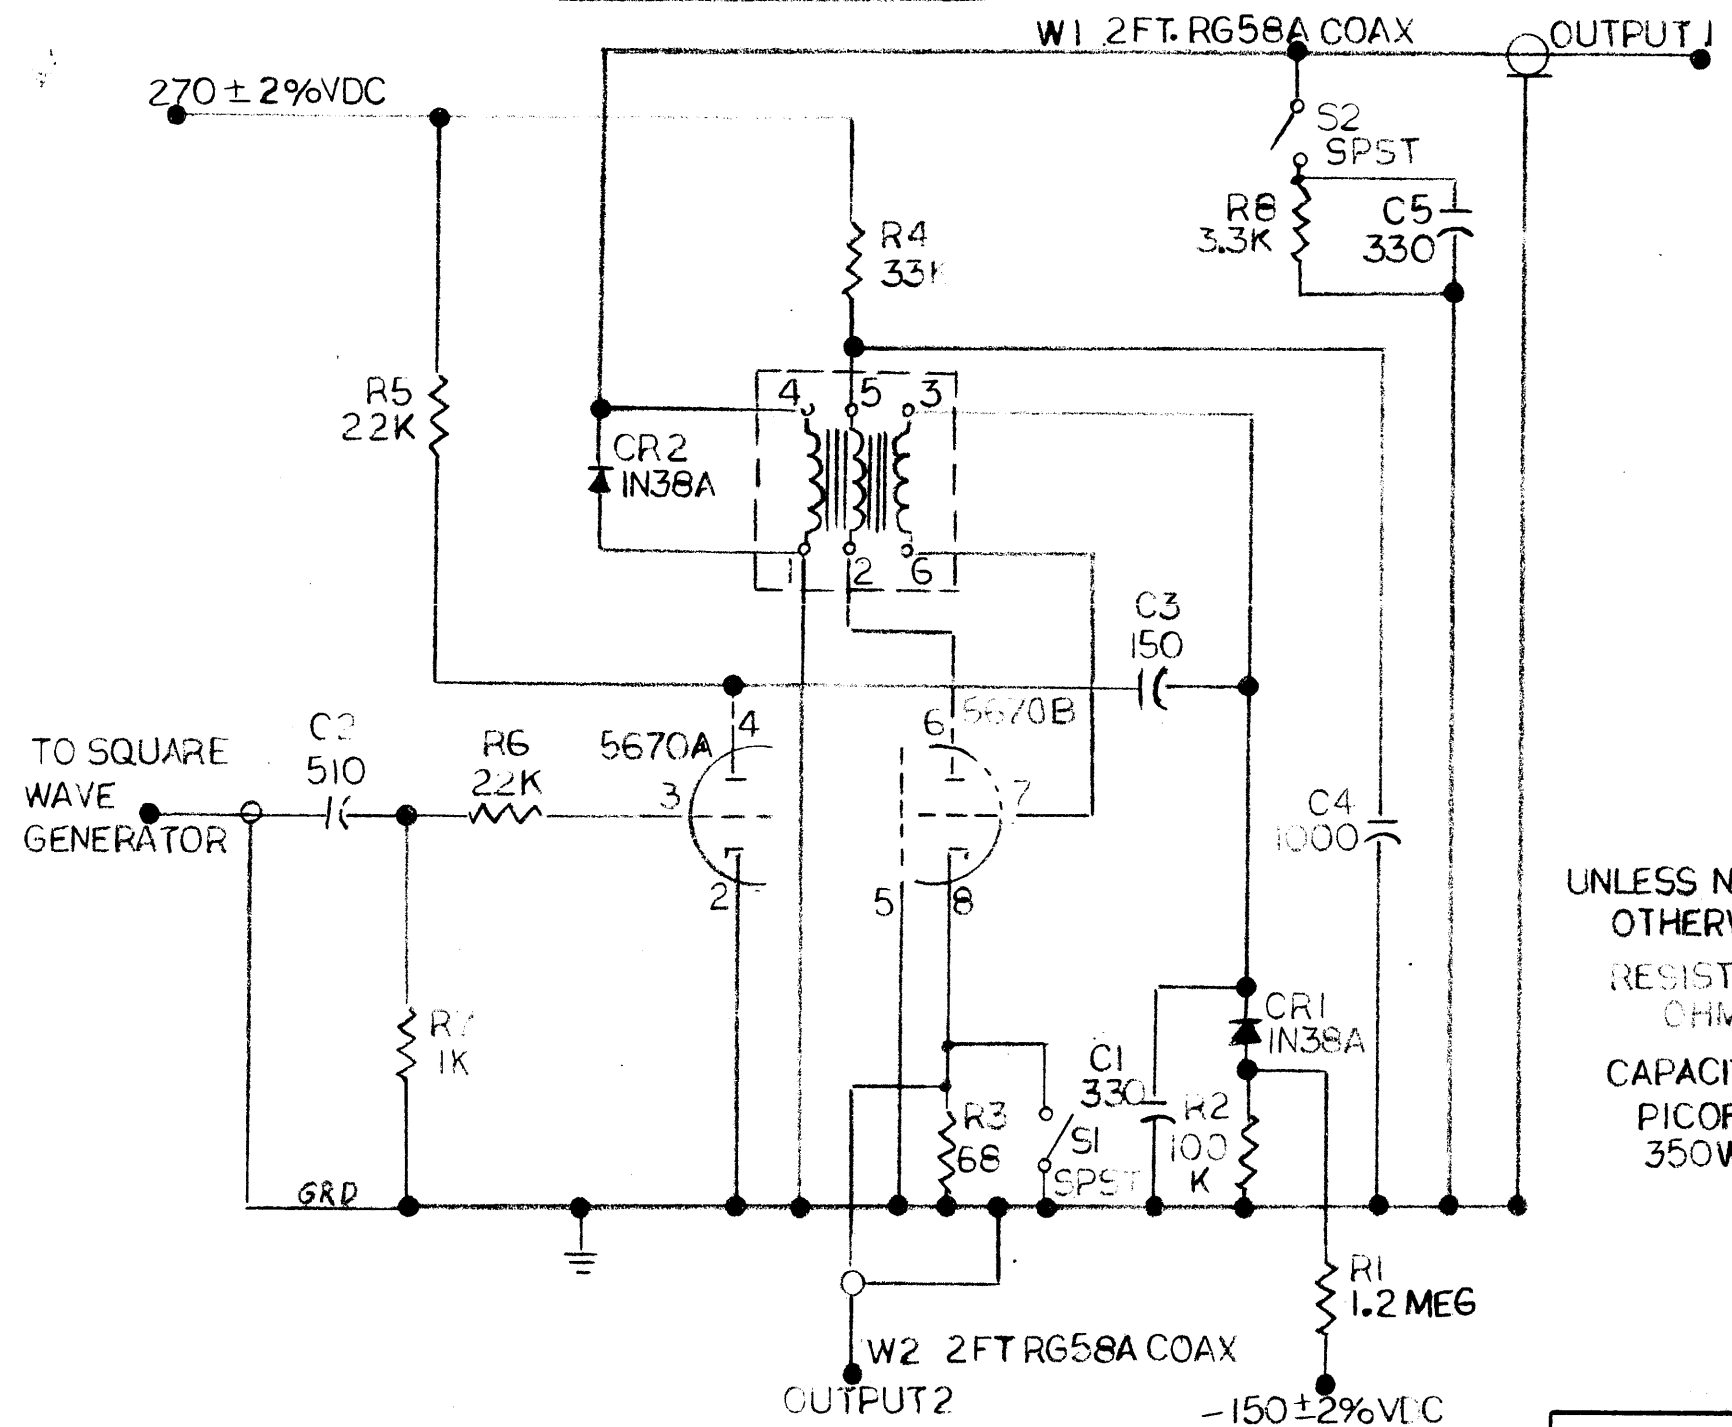 W1 2FT. RG58A COAX
OUTPUT 1
270 ± 2% VDC
S2
SPST
R8
3.3K
C5
330
R4
33K
R5
22K
4
5
3
CR2
IN38A
1
2
6
C3
150
5670B
6
4
5670A
C2
510
R6
22K
TO SQUARE
WAVE
GENERATOR
3
7
C4
1000
2
5
8
UNLESS
R7
1K
CR1
IN38A
C1
330
R3
68
S1
SPST
R2
100
K
350
GRD
R1
1.2 MEG
W2 2FT RG58A COAX
OUTPUT 2
-150 ± 2% VDC